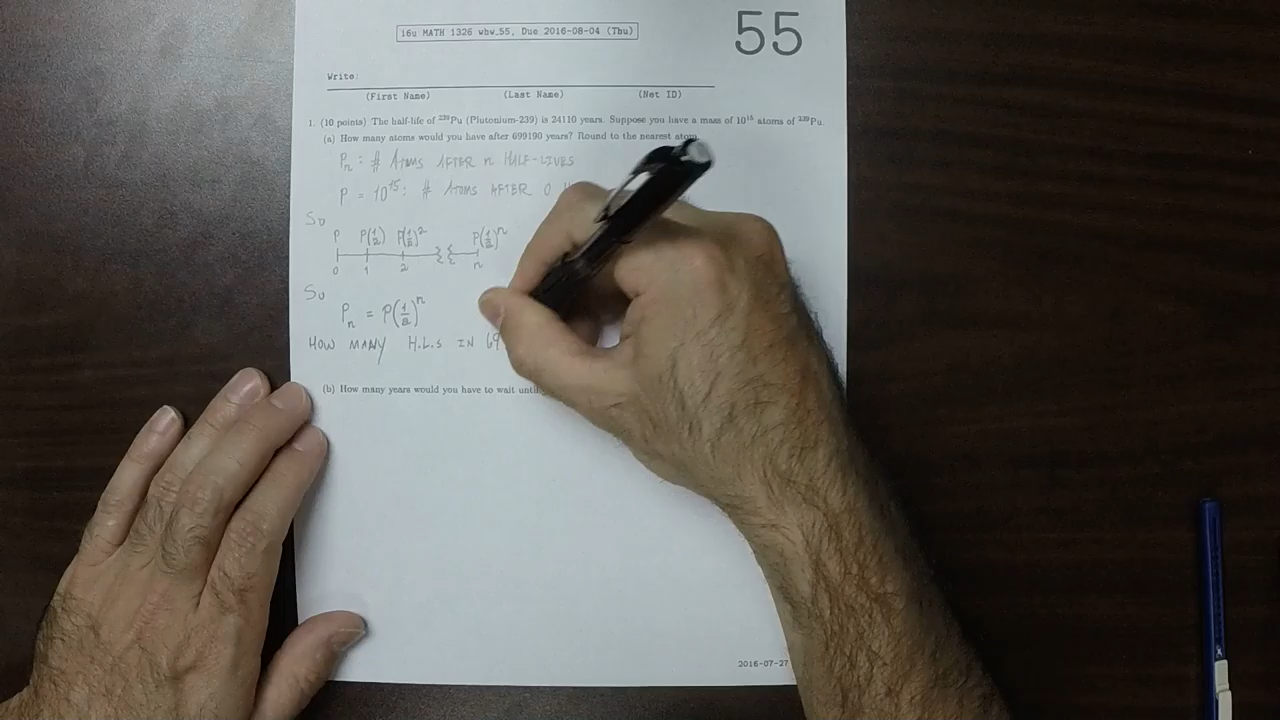 55
16u MATH 1326 wbw_55, Due 2016-08-04 (Thu)
Write:
(First Name) (Last Name) (Net ID)
1. (10 points) The half-life of ²³⁹Pu (Plutonium-239) is 24110 years. Suppose you have a mass of 10¹⁵ atoms of ²³⁹Pu.
(a) How many atoms would you have after 699190 years? Round to the nearest atom.
Pₙ: # ATOMS AFTER n HALF-LIVES
P = 10¹⁵: # ATOMS AFTER 0
So
P P(1/2) P(1/2)² P(1/2)ⁿ
0 1 2 n
So
Pₙ = P(1/2)ⁿ
HOW MANY H.L.s IN 69
(b) How many years would you have to wait until
2016-07-27